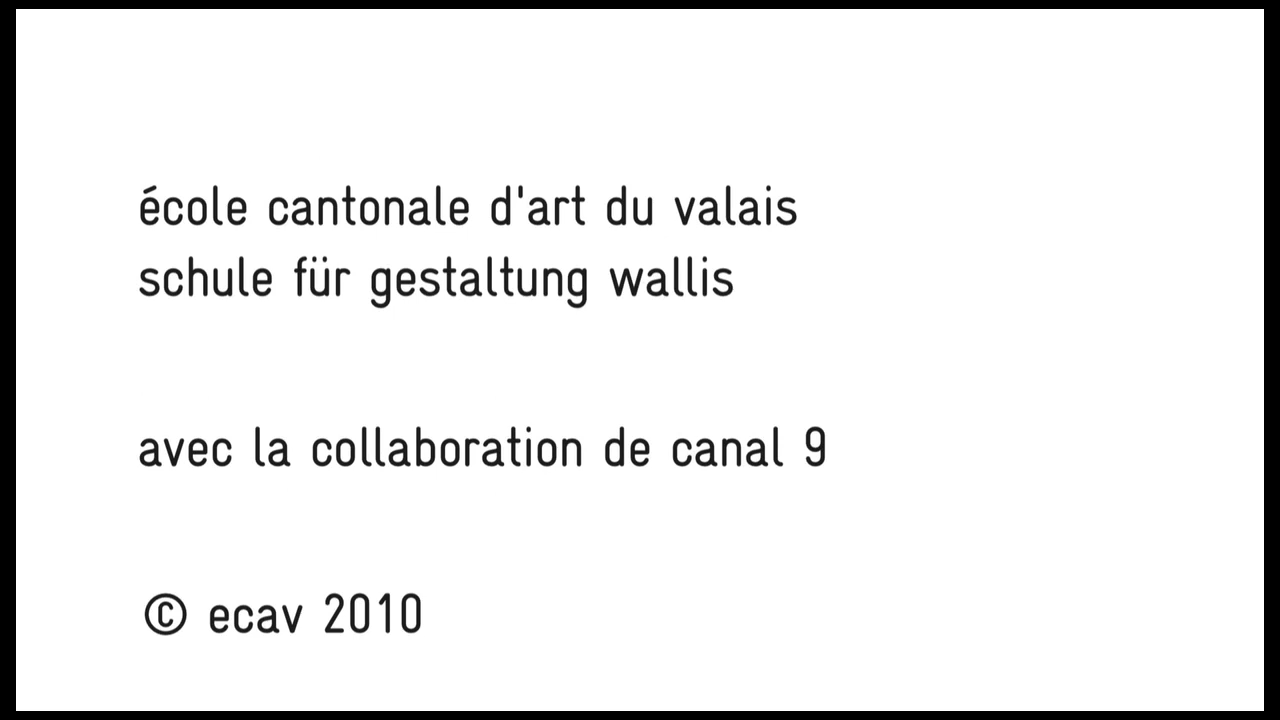 école cantonale d'art du valais
schule für gestaltung wallis
avec la collaboration de canal 9
© ecav 2010